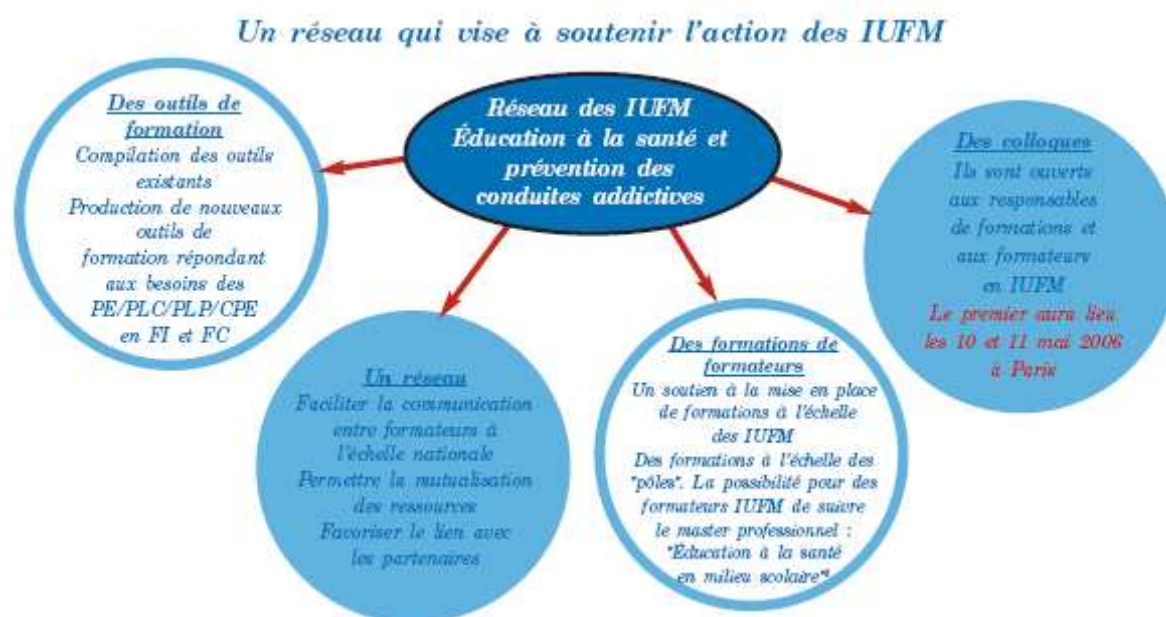 Un réseau qui vise à soutenir l'action des IUFM
Réseau des IUFM
Éducation à la santé et
prévention des
conduites addictives
Des outils de
formation
Compilation des outils
existants
Production de nouveaux
outils de
formation répondant
aux besoins des
PE/PLC/PLP/CPE
en FI et FC
Un réseau
Faciliter la communication
entre formateurs à
l'échelle nationale
Permettre la mutualisation
des ressources
Favoriser le lien avec
les partenaires
Des formations de
formateurs
Un soutien à la mise en place
de formations à l'échelle
des IUFM
Des formations à l'échelle des
"pôles". La possibilité pour des
formateurs IUFM de suivre
le master professionnel :
"Éducation à la santé
en milieu scolaire"¹
Des colloques
Ils sont ouverts
aux responsables
de formations et
aux formateurs
en IUFM
Le premier aura lieu
les 10 et 11 mai 2006
à Paris